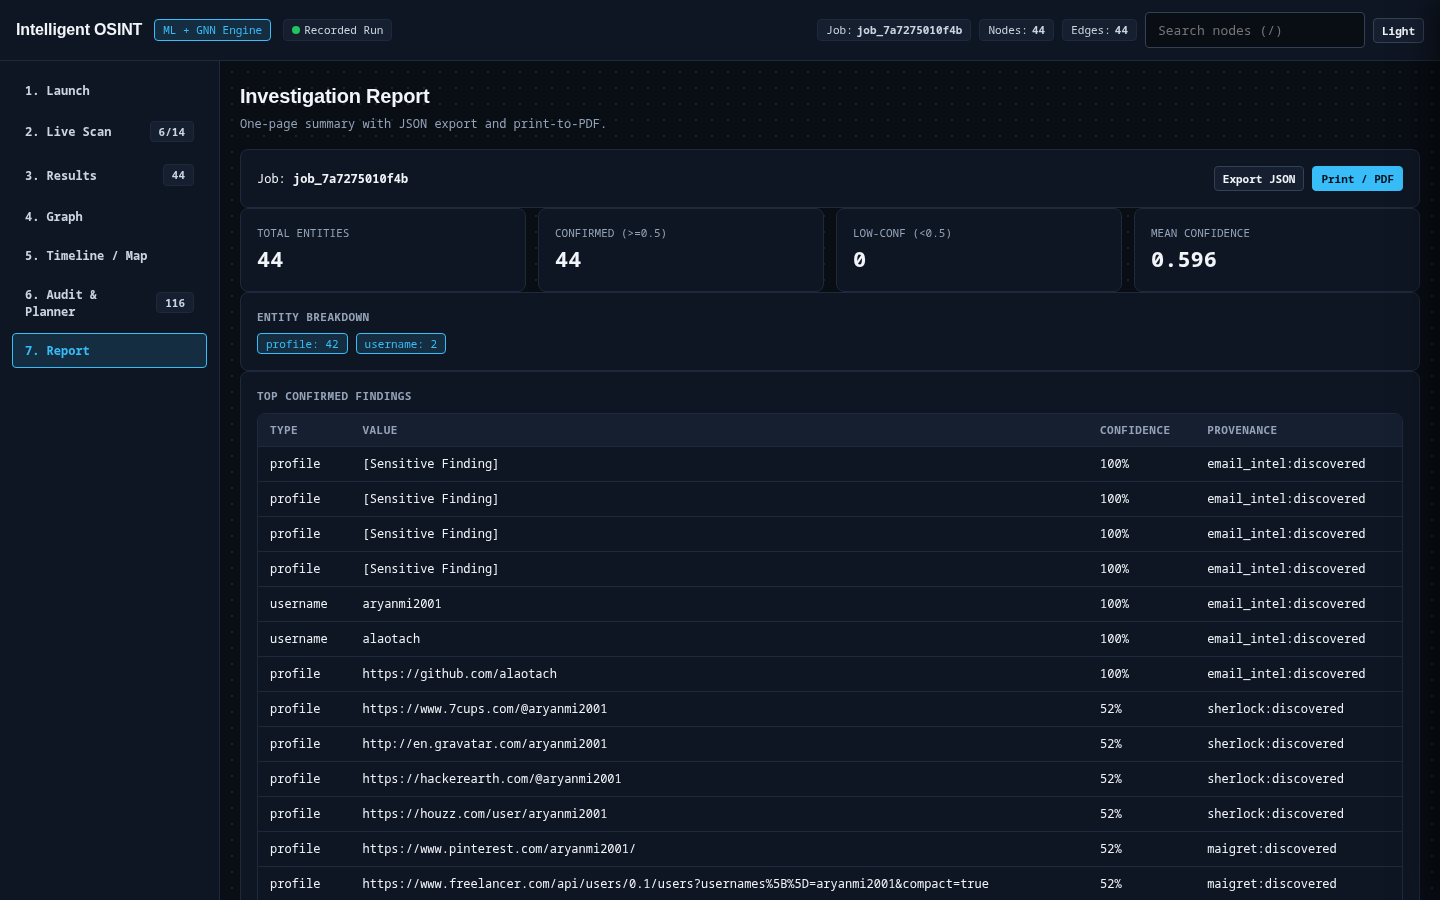 Intelligent OSINT
ML + GNN Engine
Recorded Run
Job: job_7a7275010f4b
Nodes: 44
Edges: 44
Search nodes (/)
Light
1. Launch
2. Live Scan 6/14
3. Results 44
4. Graph
5. Timeline / Map
6. Audit & Planner 116
7. Report
Investigation Report
One-page summary with JSON export and print-to-PDF.
Job: job_7a7275010f4b
Export JSON
Print / PDF
TOTAL ENTITIES
44
CONFIRMED (>=0.5)
44
LOW-CONF (<0.5)
0
MEAN CONFIDENCE
0.596
ENTITY BREAKDOWN
profile: 42 username: 2
TOP CONFIRMED FINDINGS
TYPE VALUE CONFIDENCE PROVENANCE
profile [Sensitive Finding] 100% email_intel:discovered
profile [Sensitive Finding] 100% email_intel:discovered
profile [Sensitive Finding] 100% email_intel:discovered
profile [Sensitive Finding] 100% email_intel:discovered
username aryanmi2001 100% email_intel:discovered
username alaotach 100% email_intel:discovered
profile https://github.com/alaotach 100% email_intel:discovered
profile https://www.7cups.com/@aryanmi2001 52% sherlock:discovered
profile http://en.gravatar.com/aryanmi2001 52% sherlock:discovered
profile https://hackerearth.com/@aryanmi2001 52% sherlock:discovered
profile https://houzz.com/user/aryanmi2001 52% sherlock:discovered
profile https://www.pinterest.com/aryanmi2001/ 52% maigret:discovered
profile https://www.freelancer.com/api/users/0.1/users?usernames%5B%5D=aryanmi2001&compact=true 52% maigret:discovered